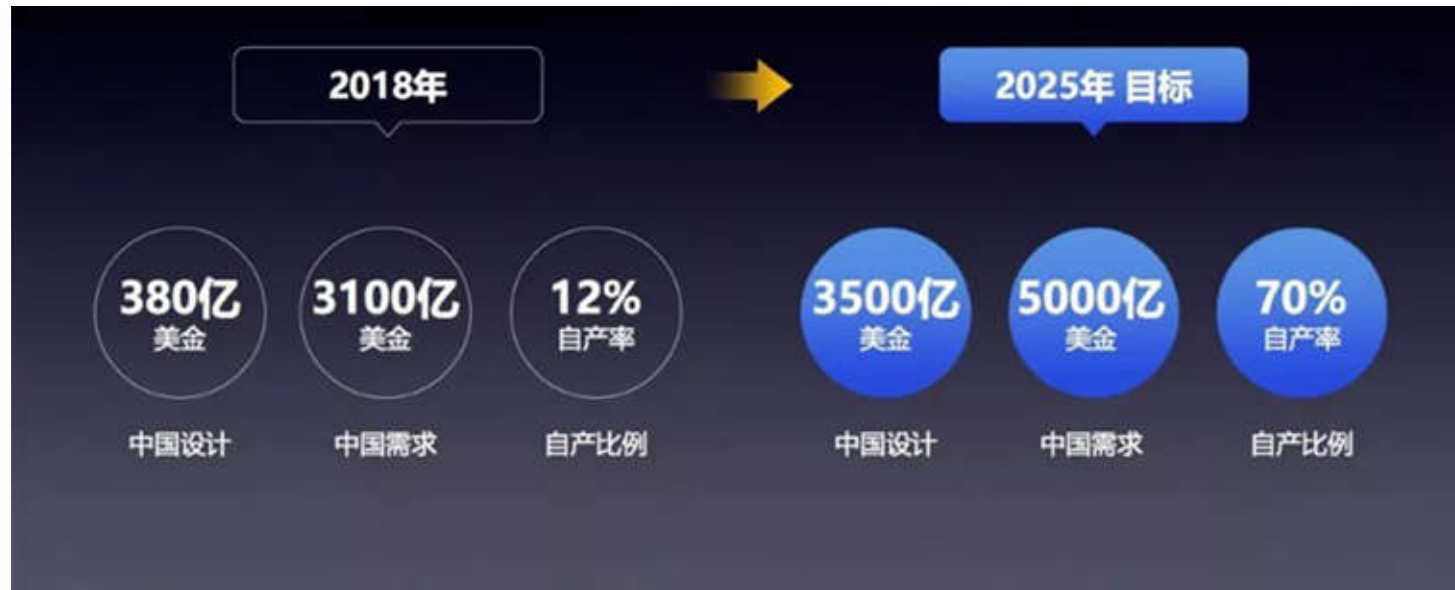 2018年
2025年 目标
380亿
美金
3100亿
美金
12%
自产率
3500亿
美金
5000亿
美金
70%
自产率
中国设计
中国需求
自产比例
中国设计
中国需求
自产比例